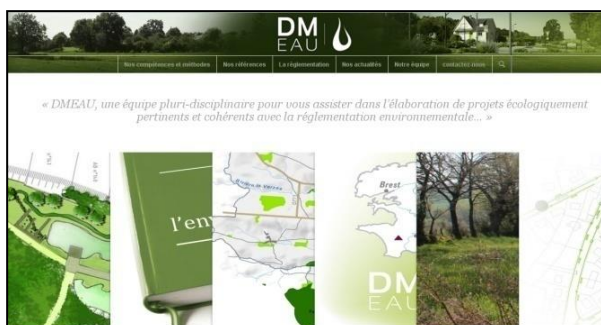 DM
EAU
Nos compétences et méthodes Nos références La réglementation Nos actualités Notre équipe contactez-nous
« DMEAU, une équipe pluri-disciplinaire pour vous assister dans l'élaboration de projets écologiquement
pertinents et cohérents avec la réglementation environnementale... »
l'env
Brest
DM
EAU